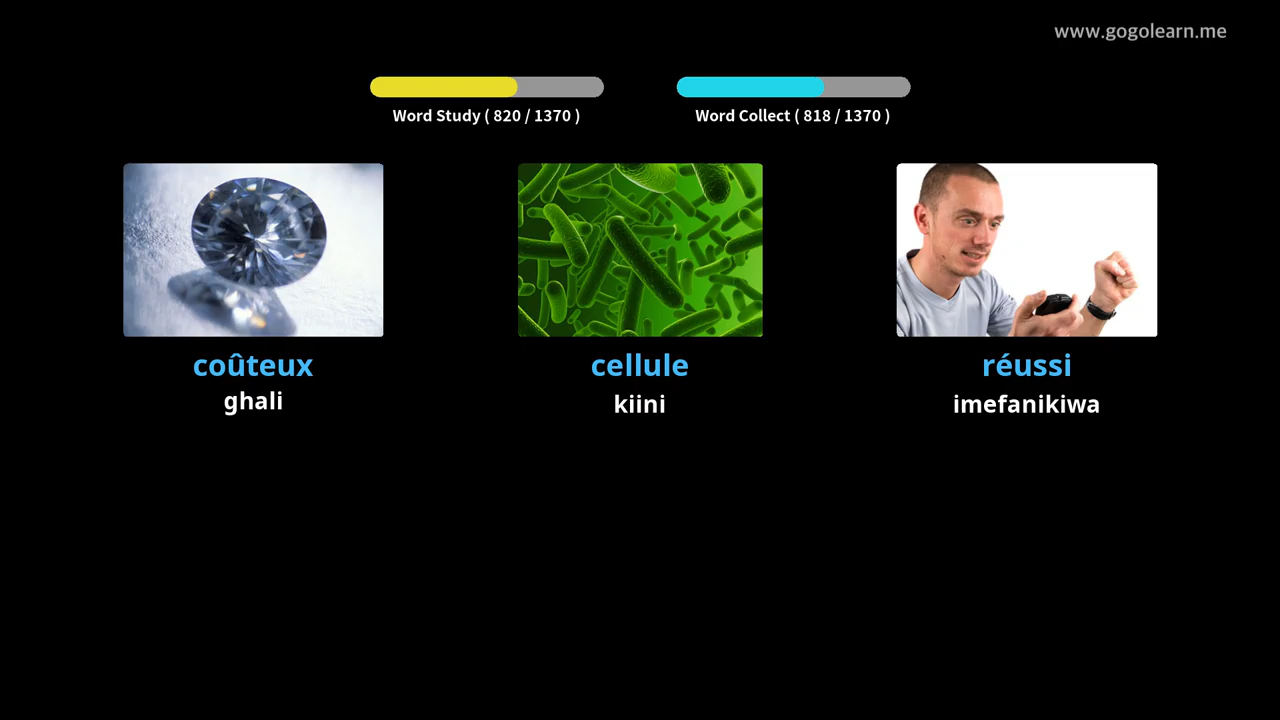 www.gogolearn.me
Word Study ( 820 / 1370 )
Word Collect ( 818 / 1370 )
coûteux
ghali
cellule
kiini
réussi
imefanikiwa